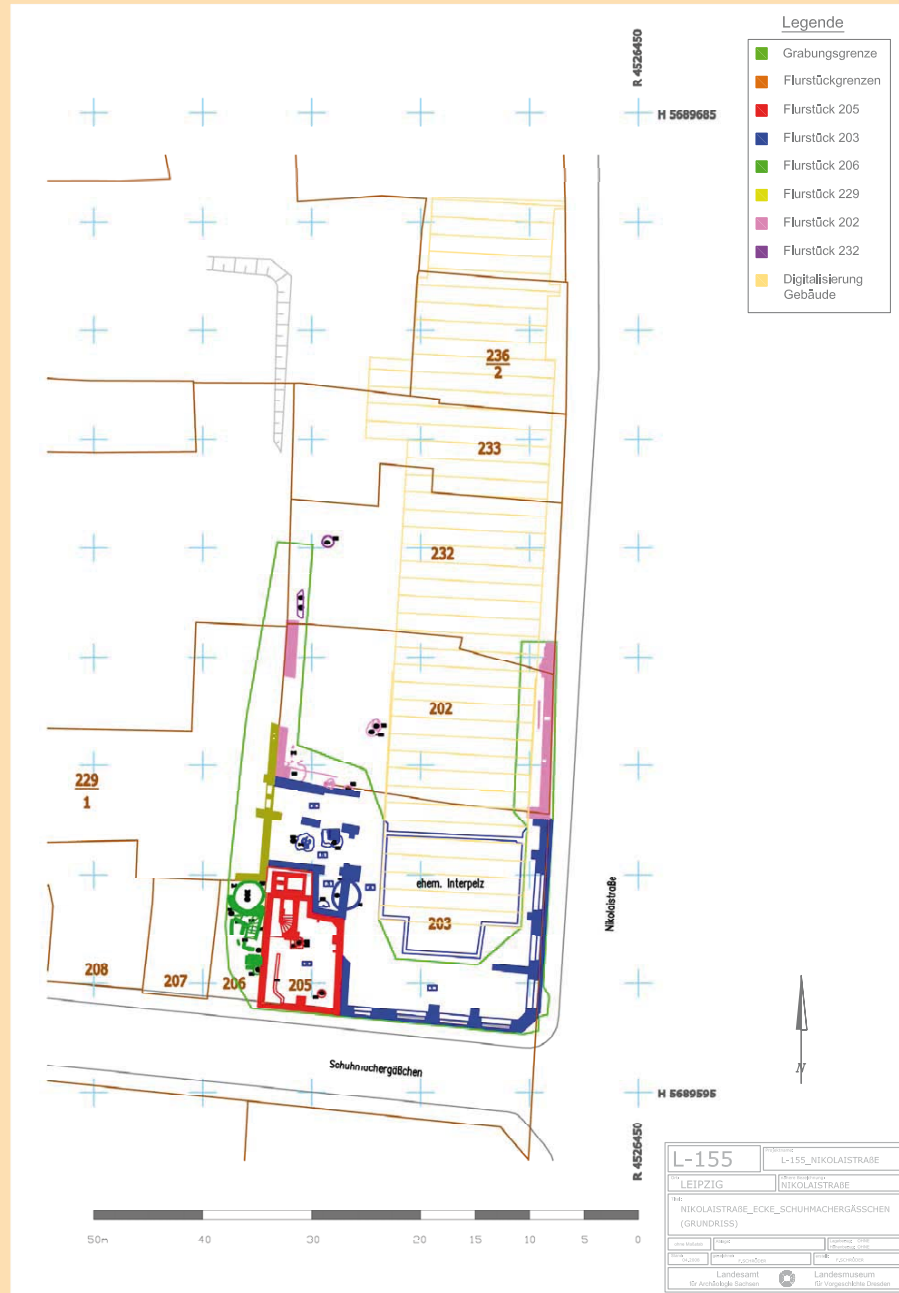 Legende
Grabungsgrenze
Flurstückgrenzen
Flurstück 205
Flurstück 203
Flurstück 206
Flurstück 229
Flurstück 202
Flurstück 232
Digitalisierung
Gebäude
R 4526450
H 5689685
236
2
233
232
202
229
1
ehem. Interpelz
203
Nikolaistraße
208
207
206
205
Schuhmachergäßchen
N
H 5689595
R 4526450
50m
40
30
20
15
10
5
0
L-155
L-155_NIKOLAISTRAßE
LEIPZIG
NIKOLAISTRAßE
NIKOLAISTRAßE_ECKE_SCHUHMACHERGÄSSCHEN
(GRUNDRISS)
Landesamt
für Archäologie Sachsen
Landesmuseum
für Vorgeschichte Dresden